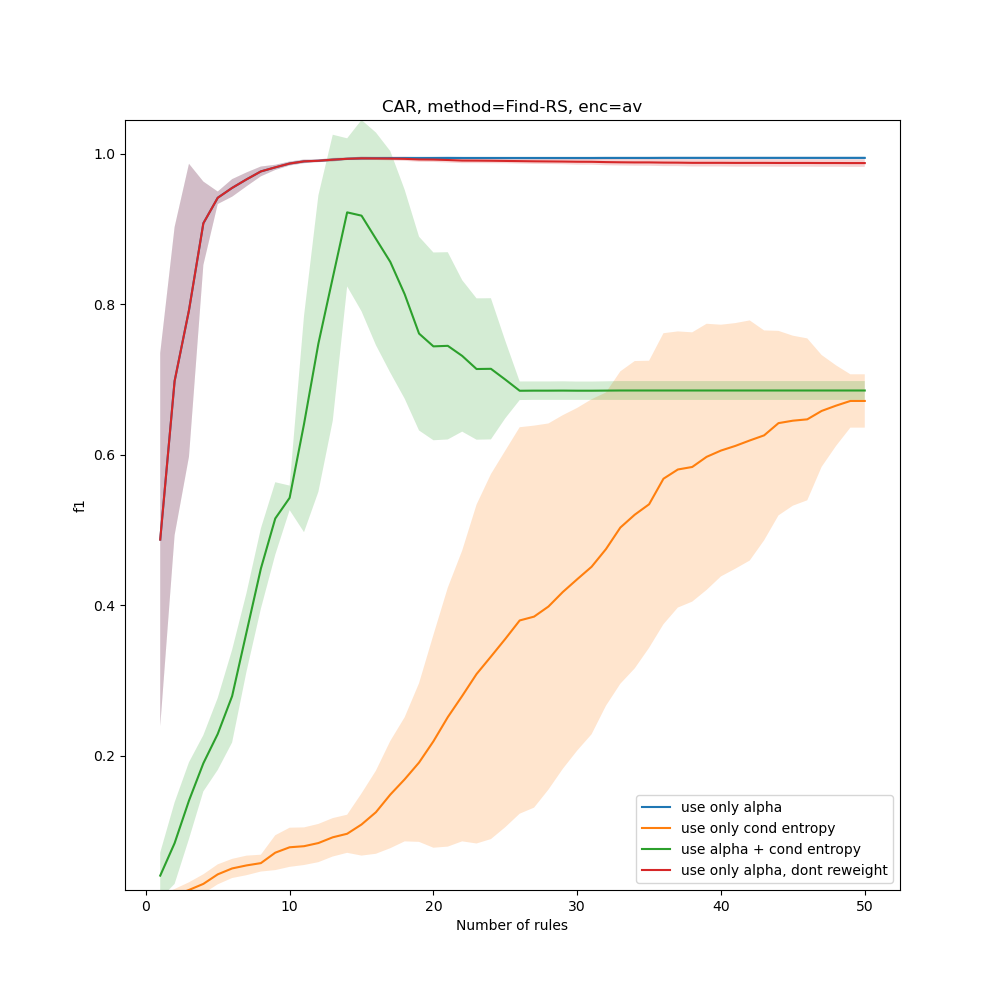 CAR, method=Find-RS, enc=av
1.0
0.8
0.6
0.4
0.2
f1
0
10
20
30
40
50
Number of rules
use only alpha
use only cond entropy
use alpha + cond entropy
use only alpha, dont reweight